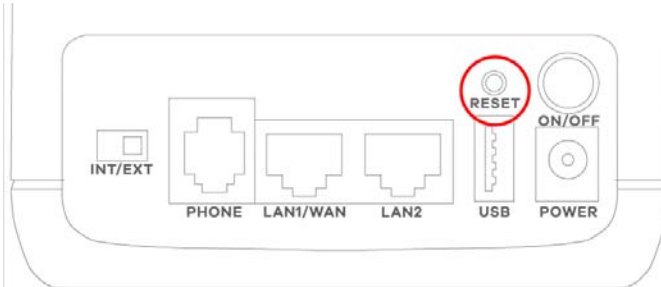 RESET
ON/OFF
INT/EXT
PHONE LAN1/WAN LAN2 USB POWER